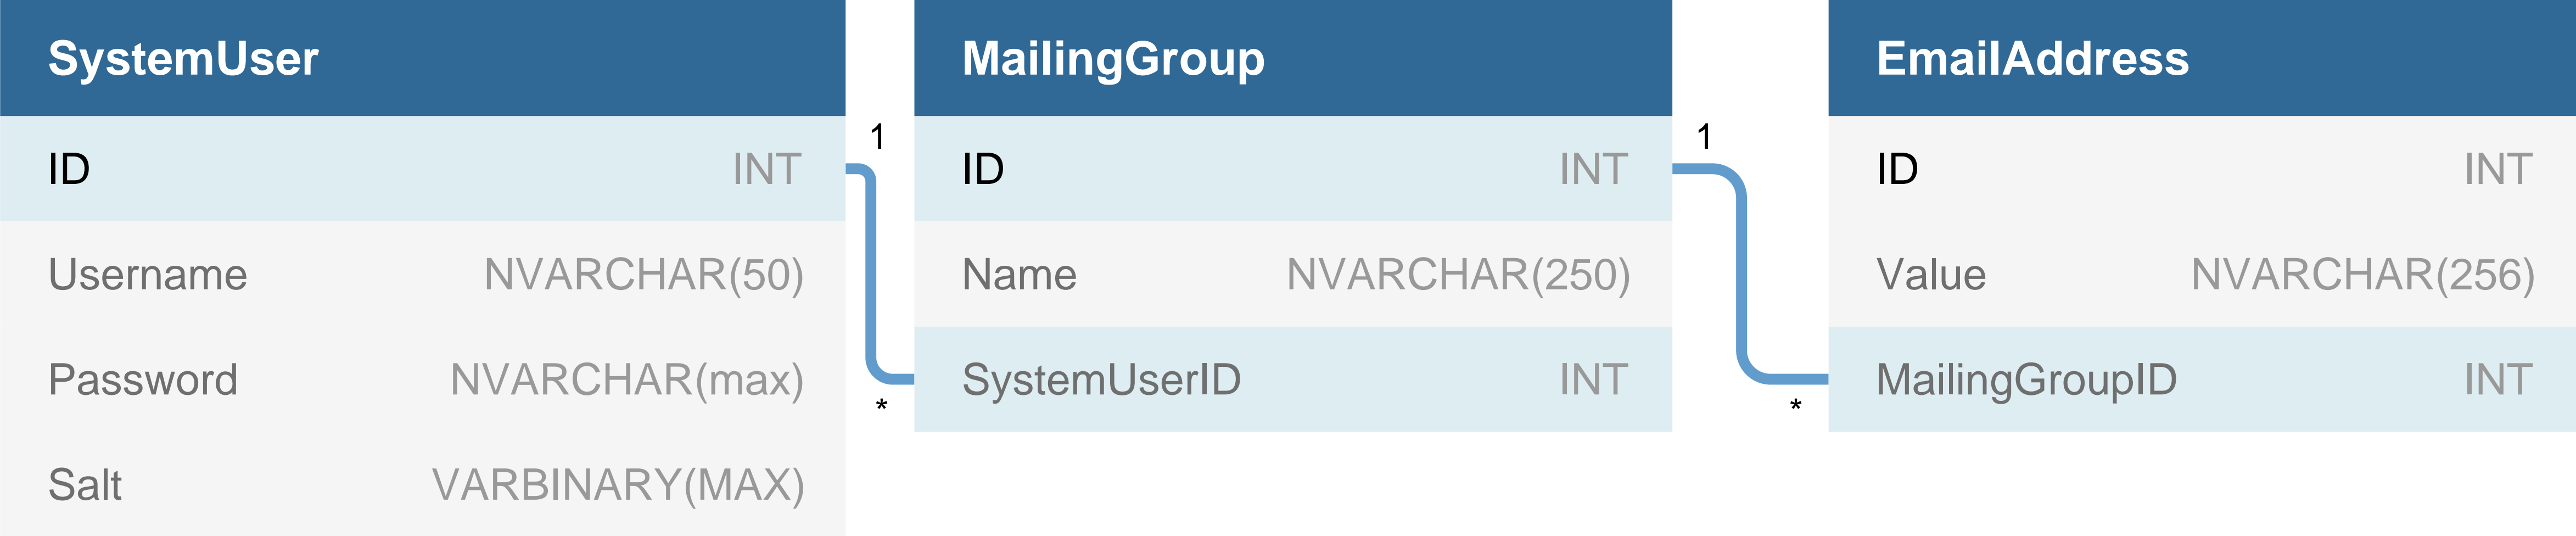 SystemUser
ID INT
Username NVARCHAR(50)
Password NVARCHAR(max)
Salt VARBINARY(MAX)
1
*
MailingGroup
ID INT
Name NVARCHAR(250)
SystemUserID INT
1
*
EmailAddress
ID INT
Value NVARCHAR(256)
MailingGroupID INT